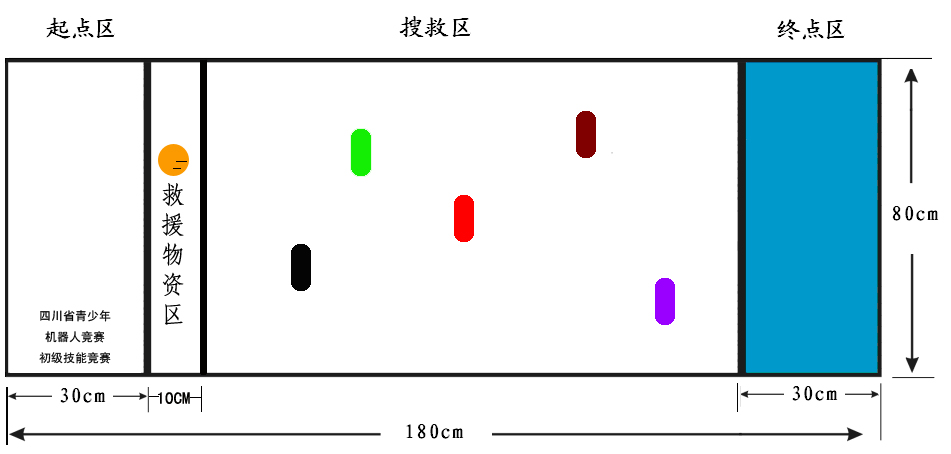 起点区
搜救区
终点区
救援物资区
四川省青少年
机器人竞赛
初级技能竞赛
80cm
30cm
10CM
30cm
180cm